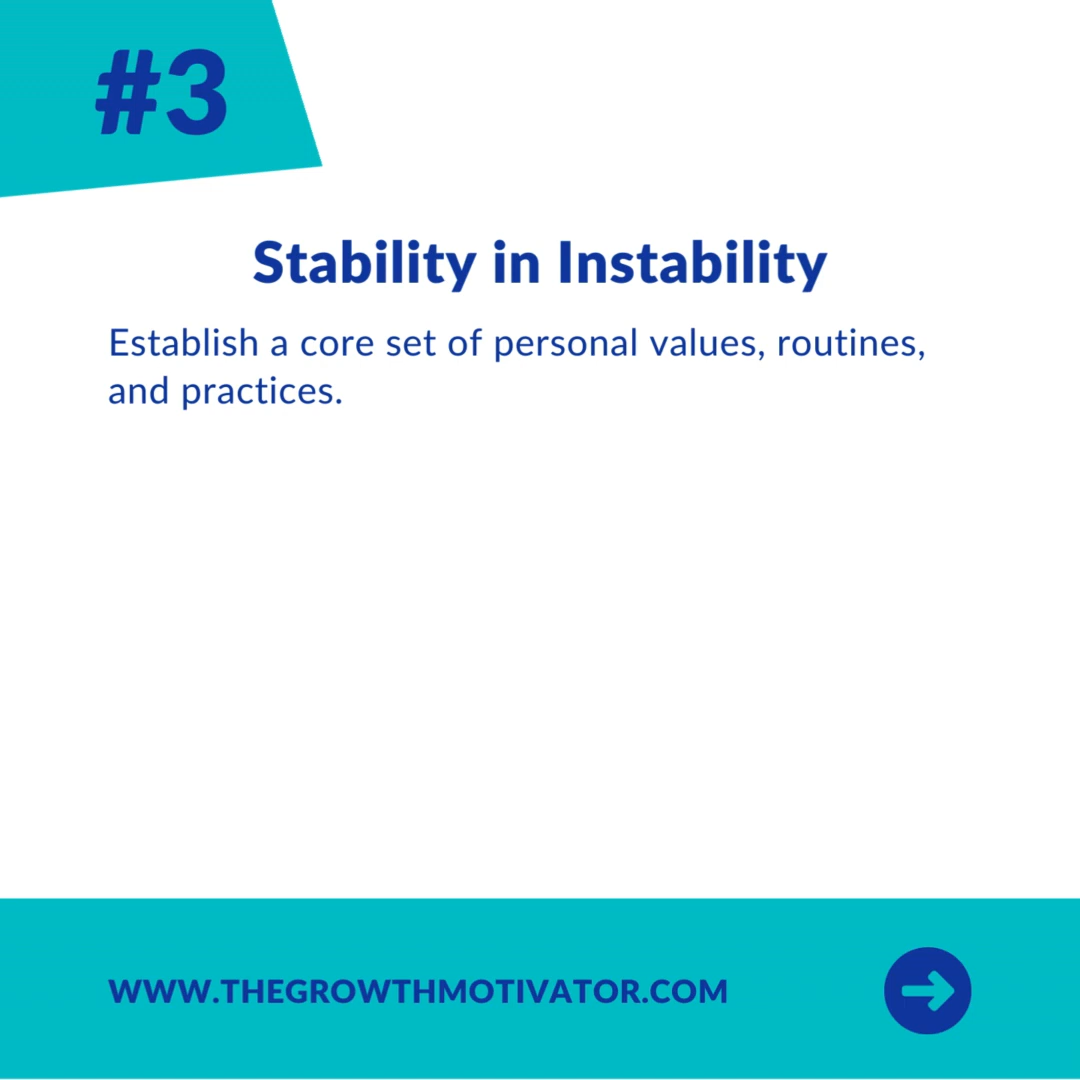 #3
Stability in Instability
Establish a core set of personal values, routines,
and practices.
WWW.THEGROWTHMOTIVATOR.COM